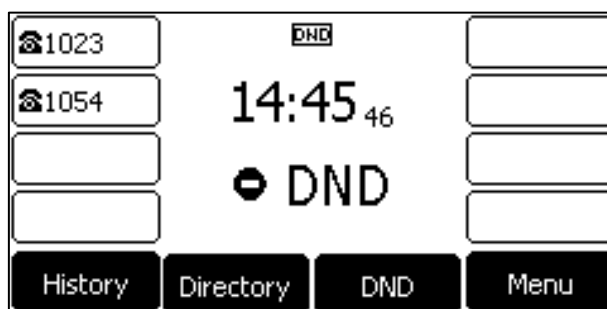 1023
DND
1054
14:45 46
DND
History Directory DND Menu